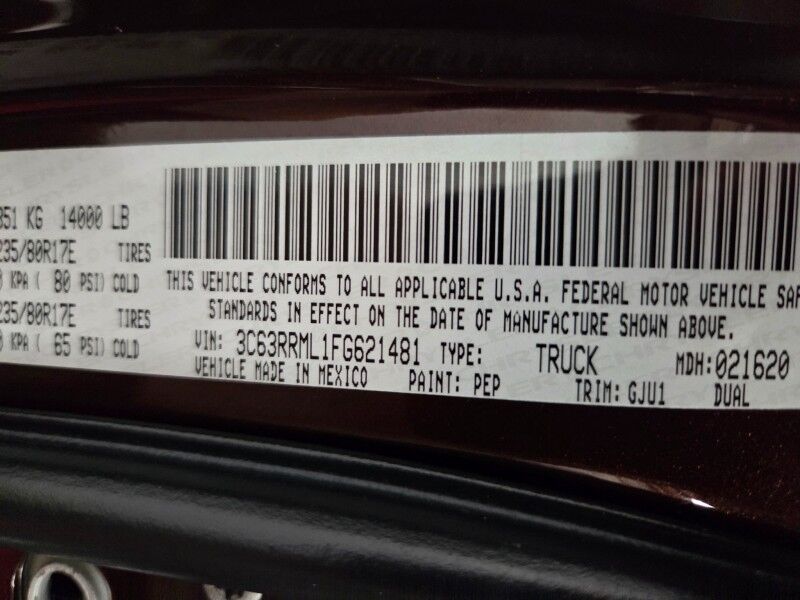 351 KG 14000 LB
235/80R17E TIRES
KPA ( 80 PSI) COLD
235/80R17E TIRES
KPA ( 65 PSI) COLD
THIS VEHICLE CONFORMS TO ALL APPLICABLE U.S.A. FEDERAL MOTOR VEHICLE SAF
STANDARDS IN EFFECT ON THE DATE OF MANUFACTURE SHOWN ABOVE.
VIN: 3C63RRML1FG621481 TYPE: TRUCK MDH:021620
VEHICLE MADE IN MEXICO PAINT: PEP TRIM: GJU1 DUAL